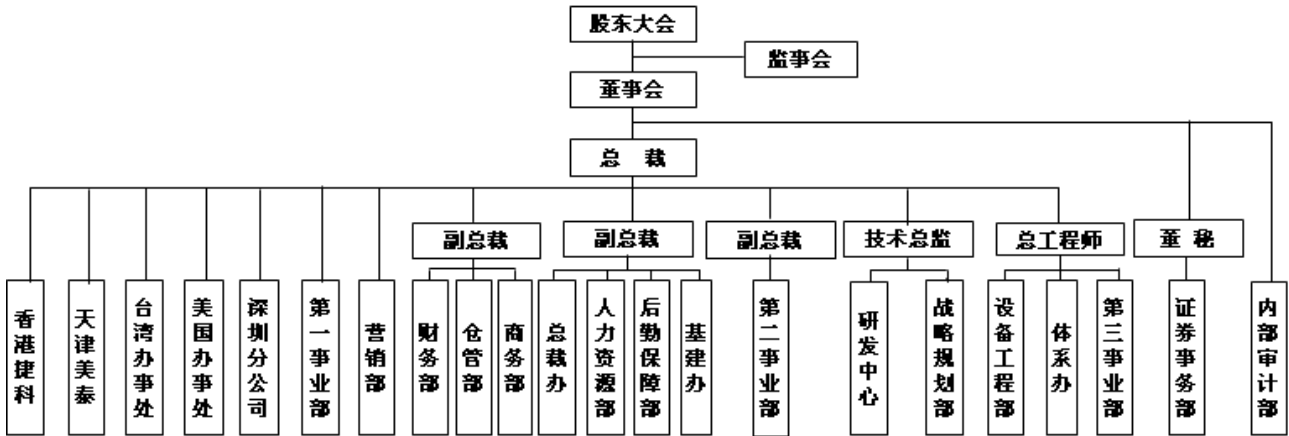 股东大会
监事会
董事会
总 裁
副总裁
副总裁
副总裁
技术总监
总工程师
董 秘
香港捷科
天津美泰
台湾办事处
美国办事处
深圳分公司
第一事业部
营销部
财务部
仓管部
商务部
总裁办
人力资源部
后勤保障部
基建办
第二事业部
研发中心
战略规划部
设备工程部
体系办
第三事业部
证券事务部
内部审计部